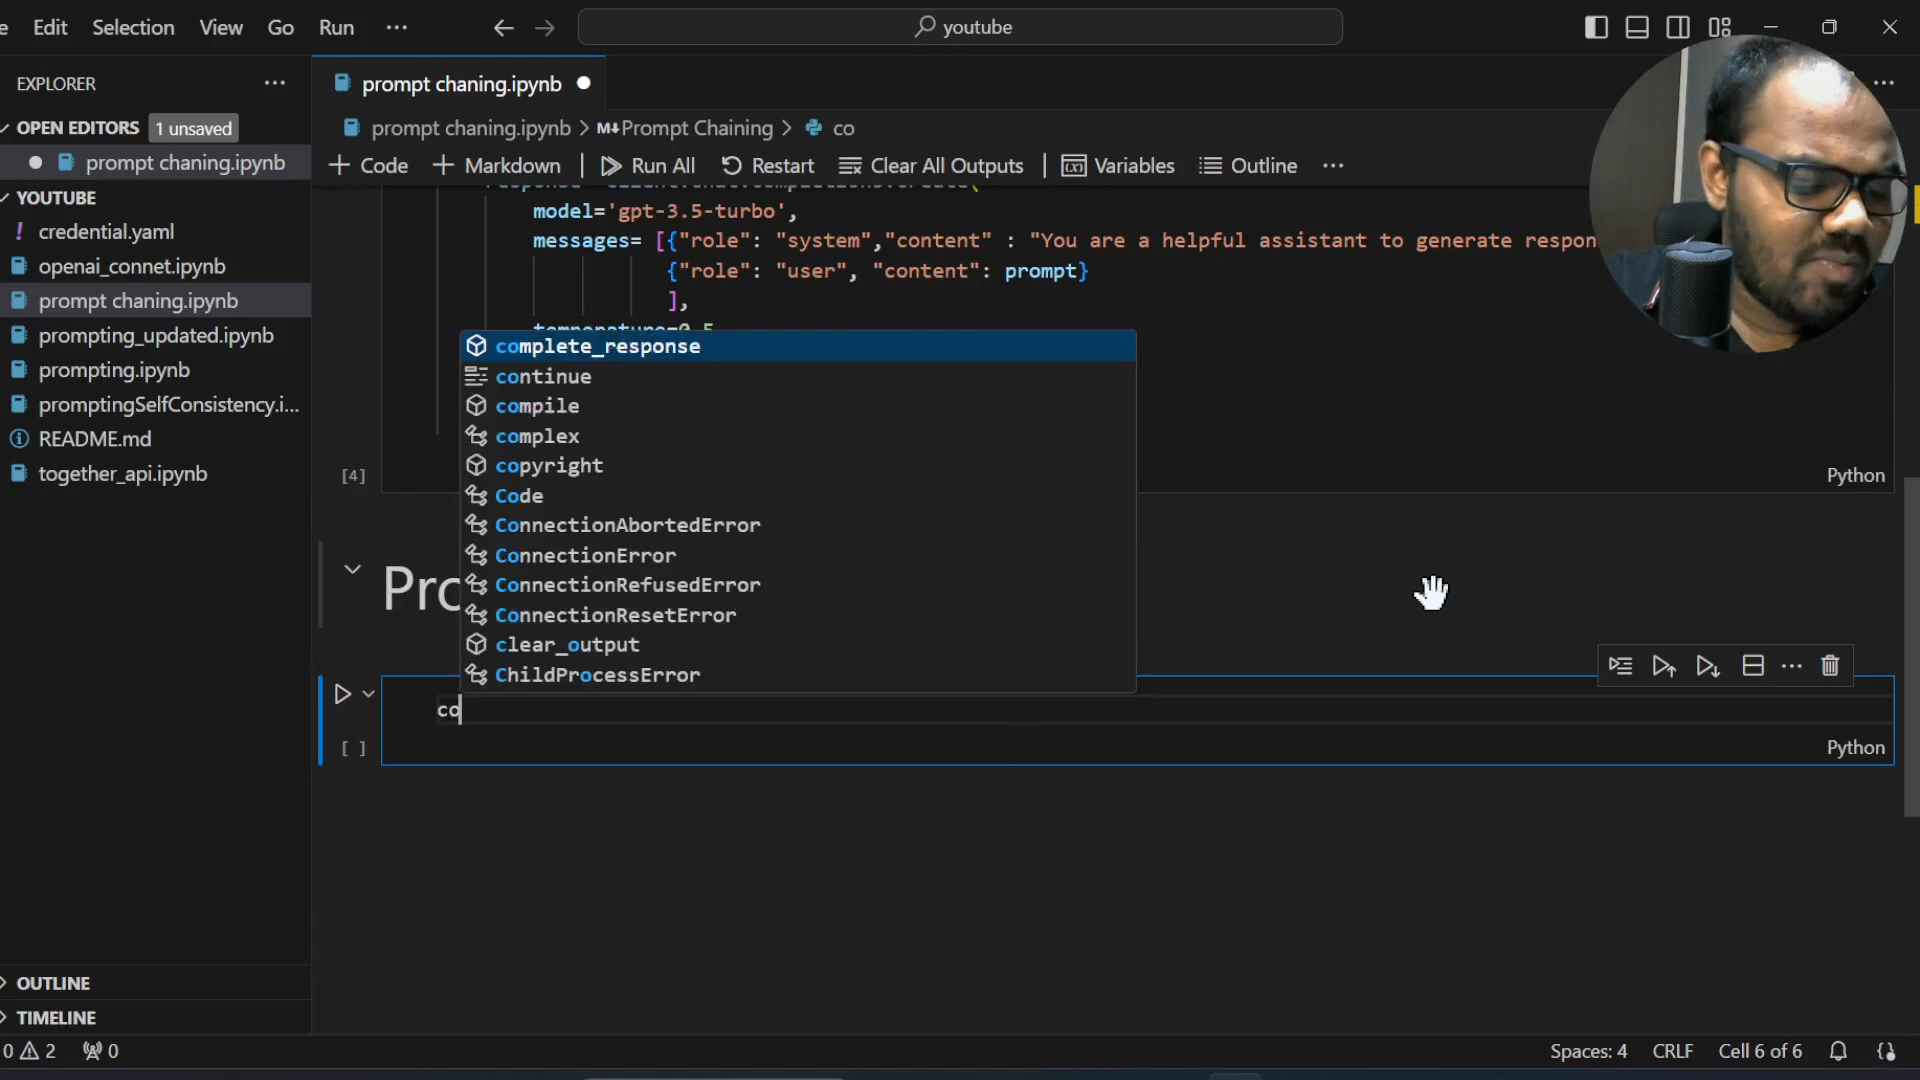 Edit Selection View Go Run ···
youtube
EXPLORER ···
OPEN EDITORS 1 unsaved
prompt chaning.ipynb
YOUTUBE
! credential.yaml
openai_connet.ipynb
prompt chaning.ipynb
prompting_updated.ipynb
prompting.ipynb
promptingSelfConsistency.i...
README.md
together_api.ipynb
OUTLINE
TIMELINE
prompt chaning.ipynb
prompt chaning.ipynb > M↓Prompt Chaining > co
+ Code + Markdown | Run All Restart Clear All Outputs | Variables Outline ···
model='gpt-3.5-turbo',
messages= [{"role": "system","content" : "You are a helpful assistant to generate respon
{"role": "user", "content": prompt}
],
temperature=0.5
complete_response
continue
compile
complex
copyright
Code
ConnectionAbortedError
ConnectionError
ConnectionRefusedError
ConnectionResetError
clear_output
ChildProcessError
[4] Python
Pro
co
[ ] Python
0 2 0 Spaces: 4 CRLF Cell 6 of 6